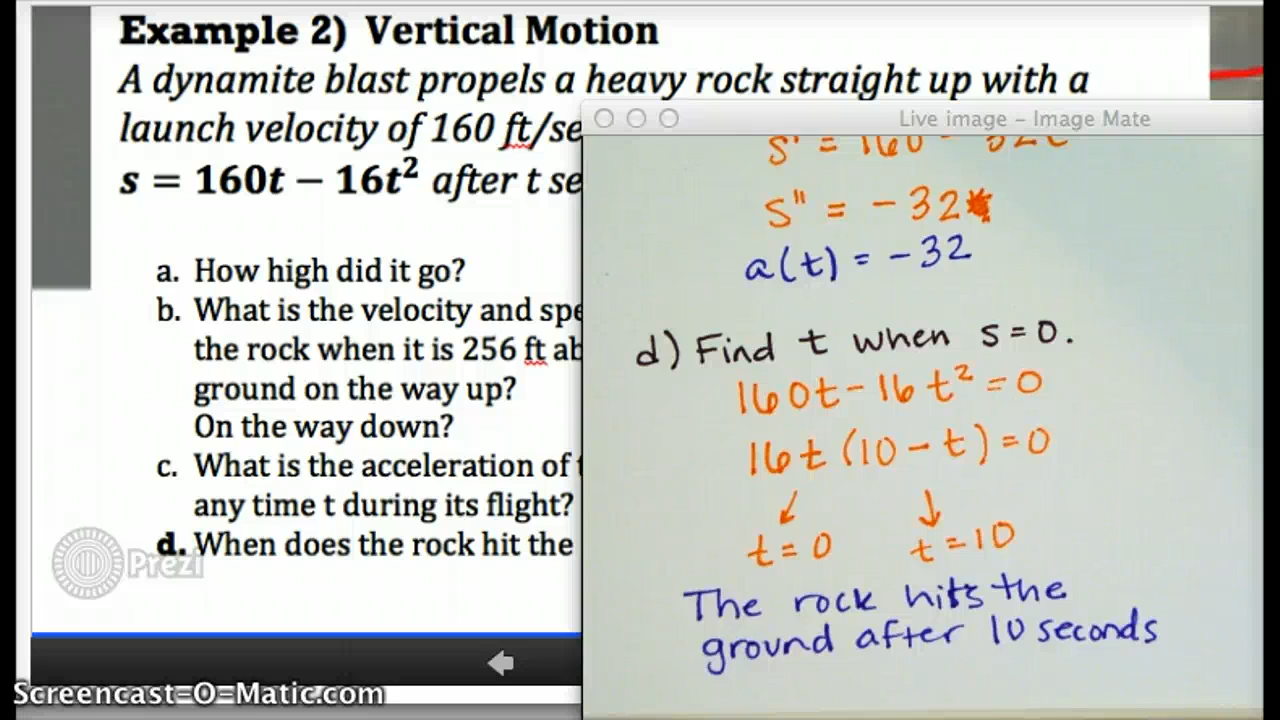 Example 2) Vertical Motion
A dynamite blast propels a heavy rock straight up with a
launch velocity of 160 ft/se
s = 160t − 16t² after t se
a. How high did it go?
b. What is the velocity and spe
the rock when it is 256 ft ab
ground on the way up?
On the way down?
c. What is the acceleration of t
any time t during its flight?
d. When does the rock hit the
Prezi
Live image – Image Mate
s' = 160 - 32t
s" = -32
a(t) = -32
d) Find t when s=0.
160t - 16t² = 0
16t (10 - t) = 0
t = 0 t = 10
The rock hits the
ground after 10 seconds
Screencast-O-Matic.com